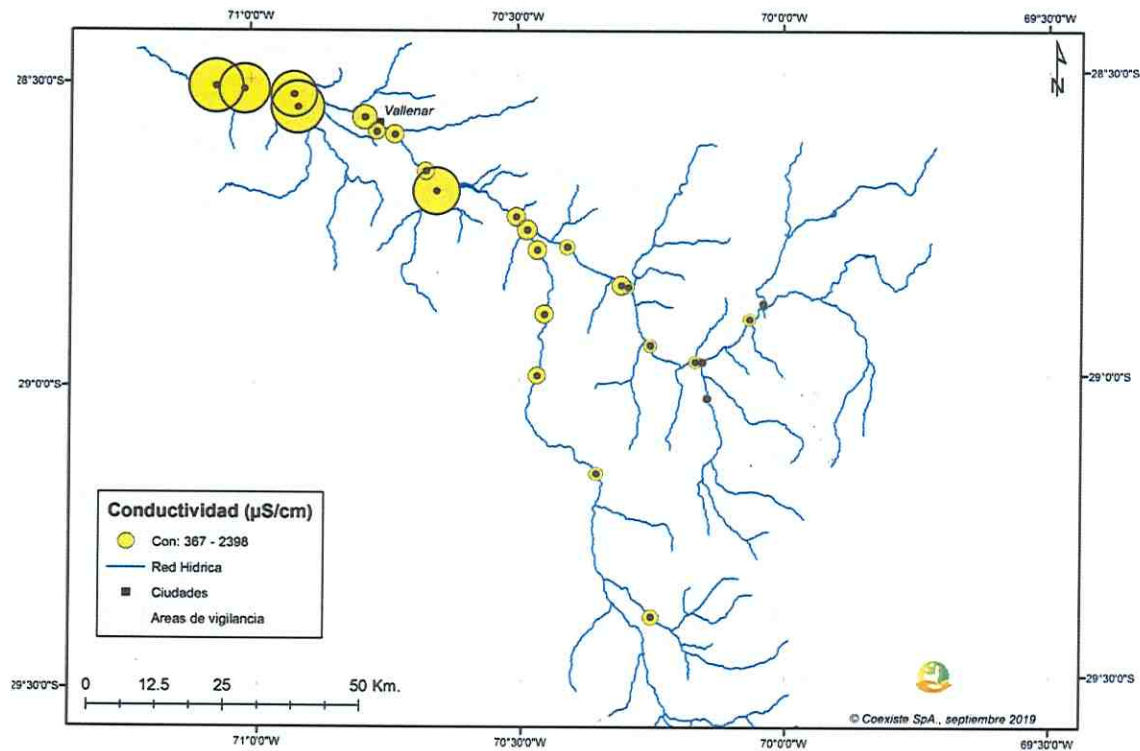 71°0'0"W 70°30'0"W 70°0'0"W 69°30'0"W
28°30'0"S 28°30'0"S
N
Vallenar
29°0'0"S 29°0'0"S
Conductividad (µS/cm)
Con: 367 - 2398
Red Hidrica
Ciudades
Areas de vigilancia
0 12.5 25 50 Km.
29°30'0"S 29°30'0"S
© Coexiste SpA., septiembre 2019
71°0'0"W 70°30'0"W 70°0'0"W 69°30'0"W